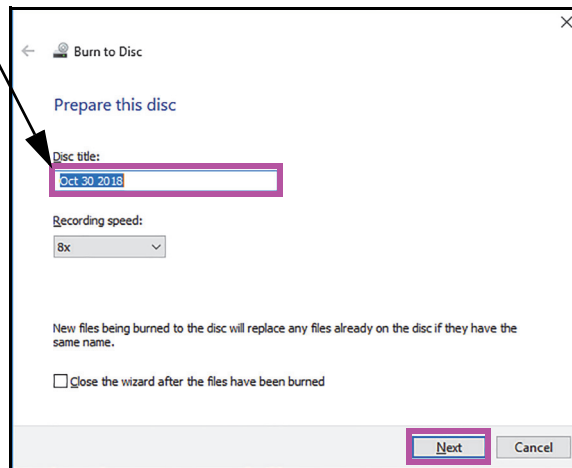 Burn to Disc
Prepare this disc
Disc title:
Oct 30 2018
Recording speed:
8x
New files being burned to the disc will replace any files already on the disc if they have the
same name.
Close the wizard after the files have been burned
Next Cancel